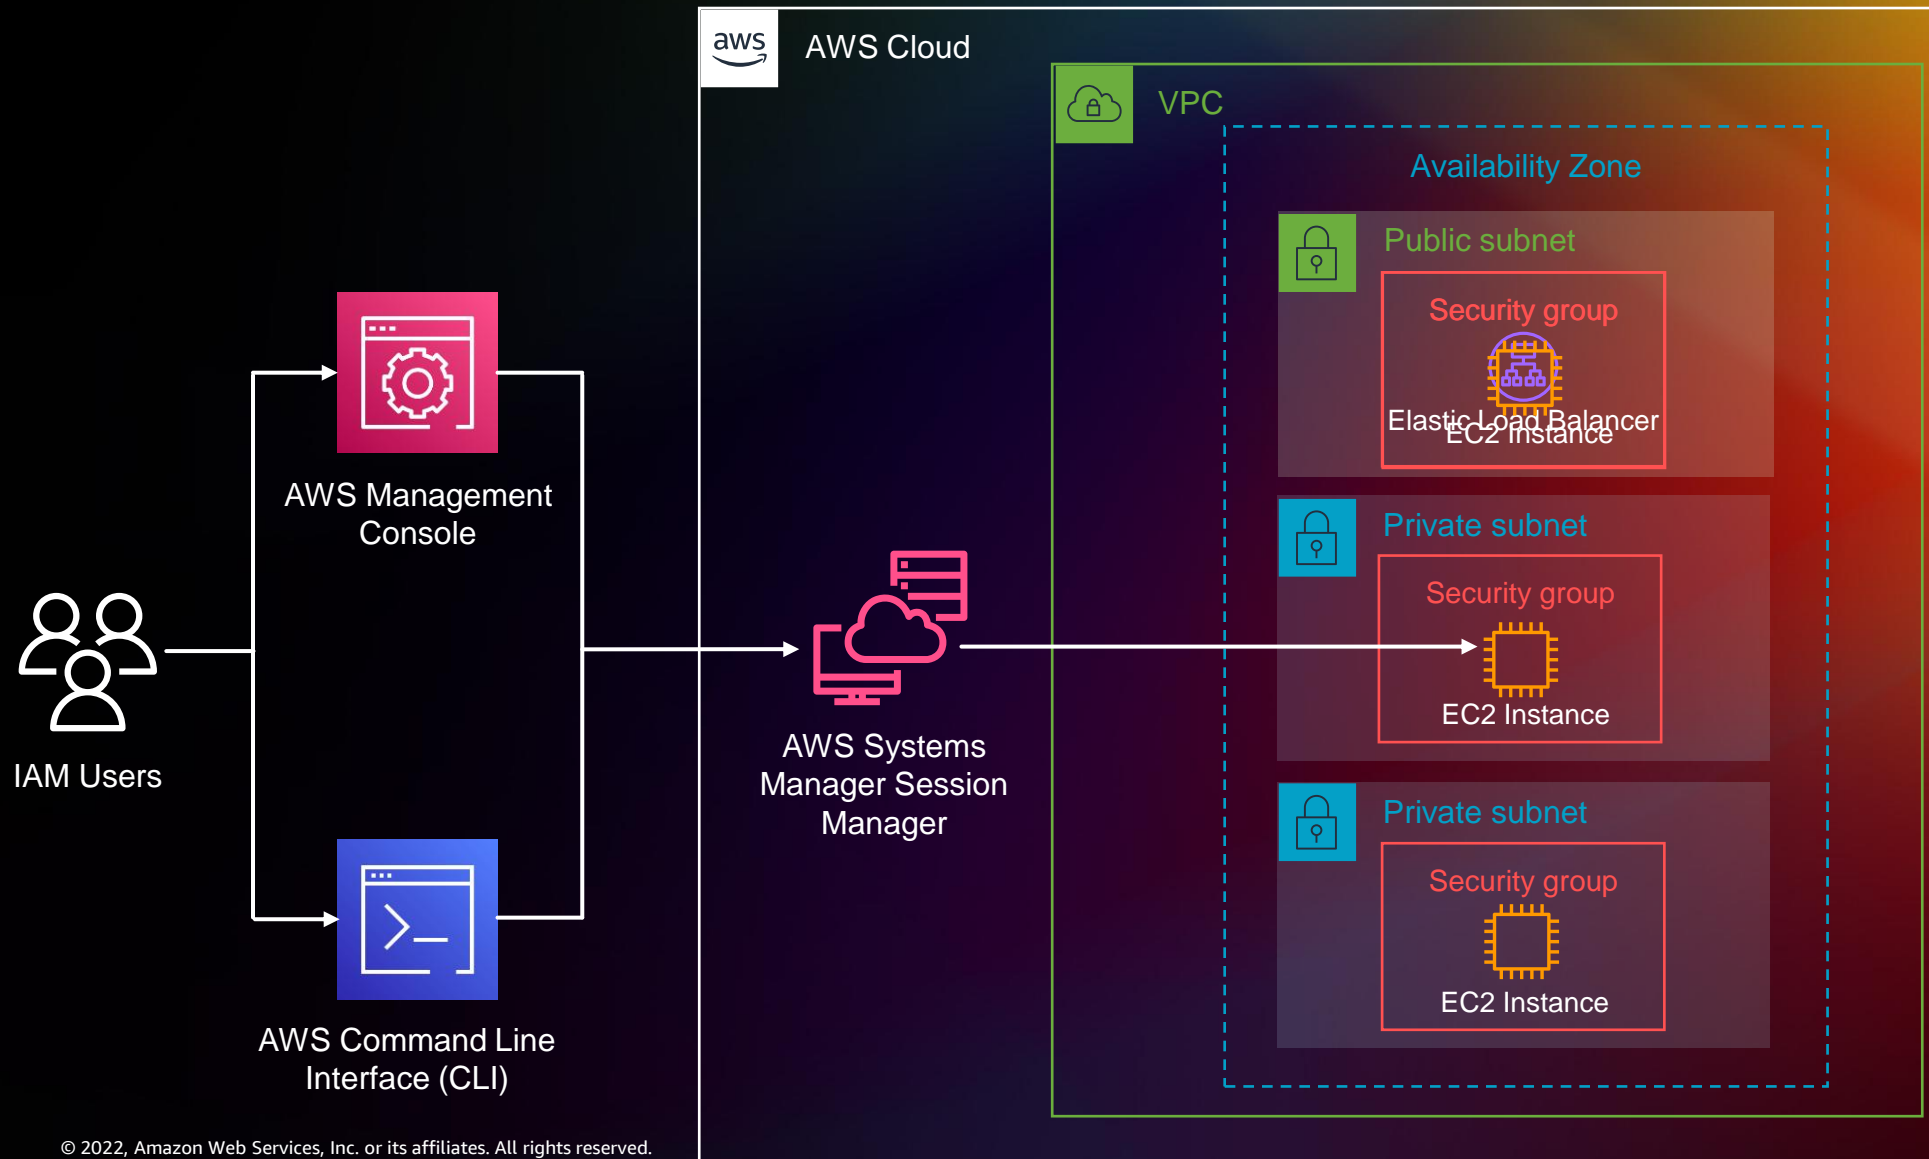 aws
AWS Cloud
VPC
Availability Zone
Public subnet
Security group
Elastic Load Balancer
EC2 Instance
AWS Management
Console
Private subnet
Security group
EC2 Instance
IAM Users
AWS Systems
Manager Session
Manager
Private subnet
Security group
EC2 Instance
AWS Command Line
Interface (CLI)
© 2022, Amazon Web Services, Inc. or its affiliates. All rights reserved.